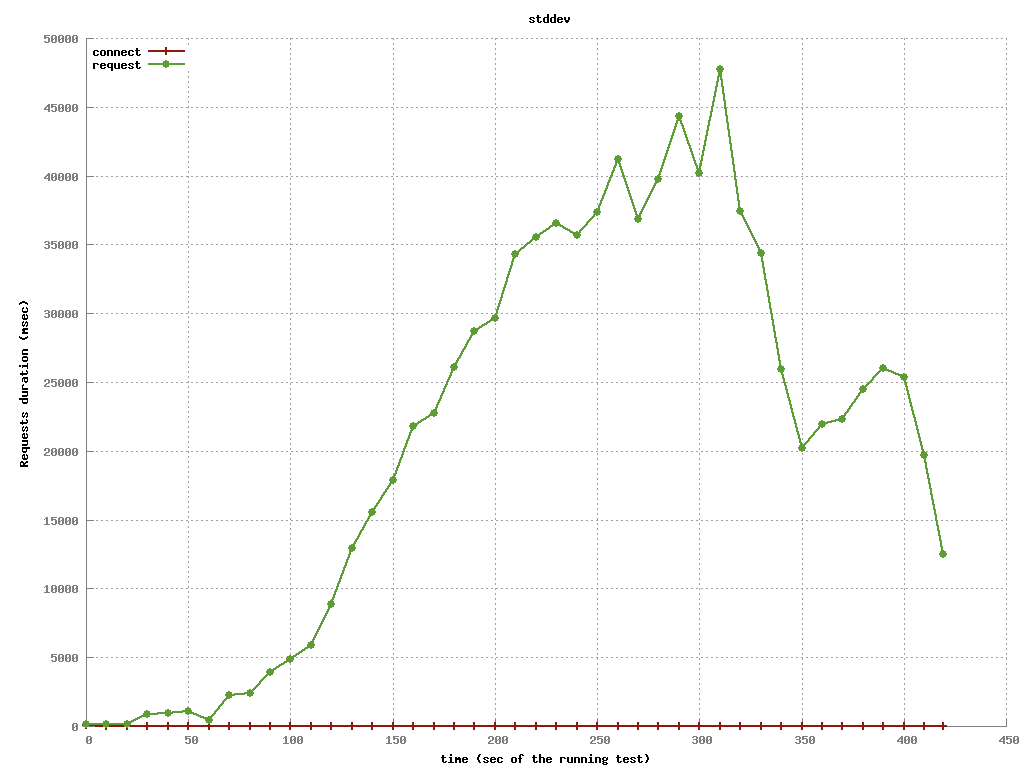 stddev
50000
connect
request
45000
40000
35000
30000
25000
20000
15000
10000
5000
0
Requests duration (msec)
0 50 100 150 200 250 300 350 400 450
time (sec of the running test)